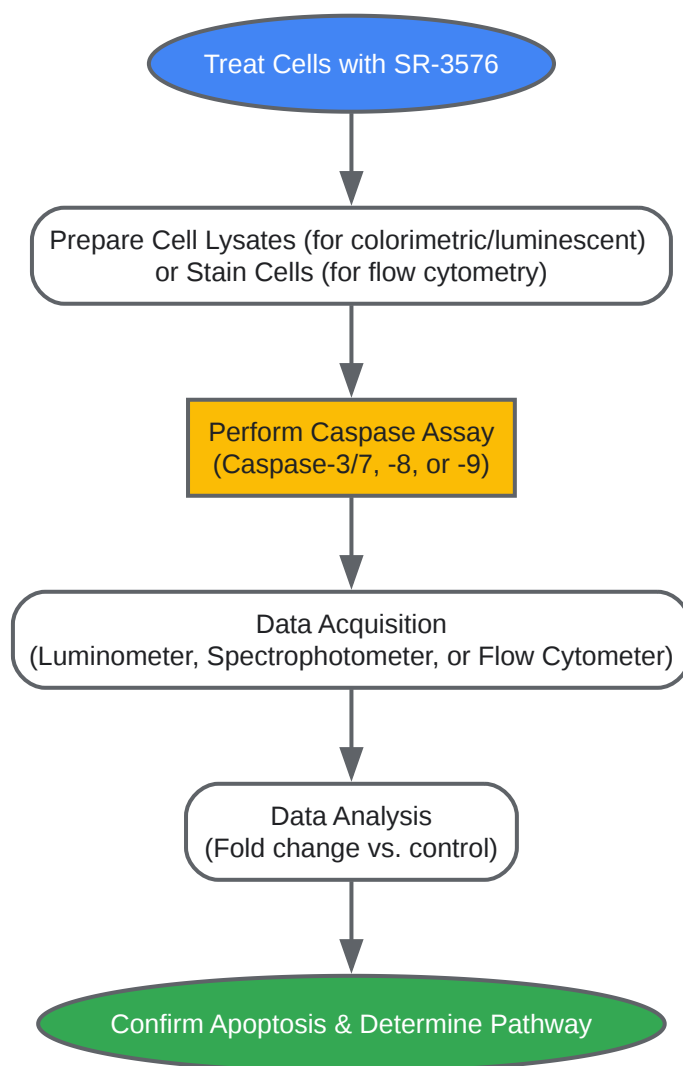 Treat Cells with SR-3576
Prepare Cell Lysates (for colorimetric/luminescent)
or Stain Cells (for flow cytometry)
Perform Caspase Assay
(Caspase-3/7, -8, or -9)
Data Acquisition
(Luminometer, Spectrophotometer, or Flow Cytometer)
Data Analysis
(Fold change vs. control)
Confirm Apoptosis & Determine Pathway